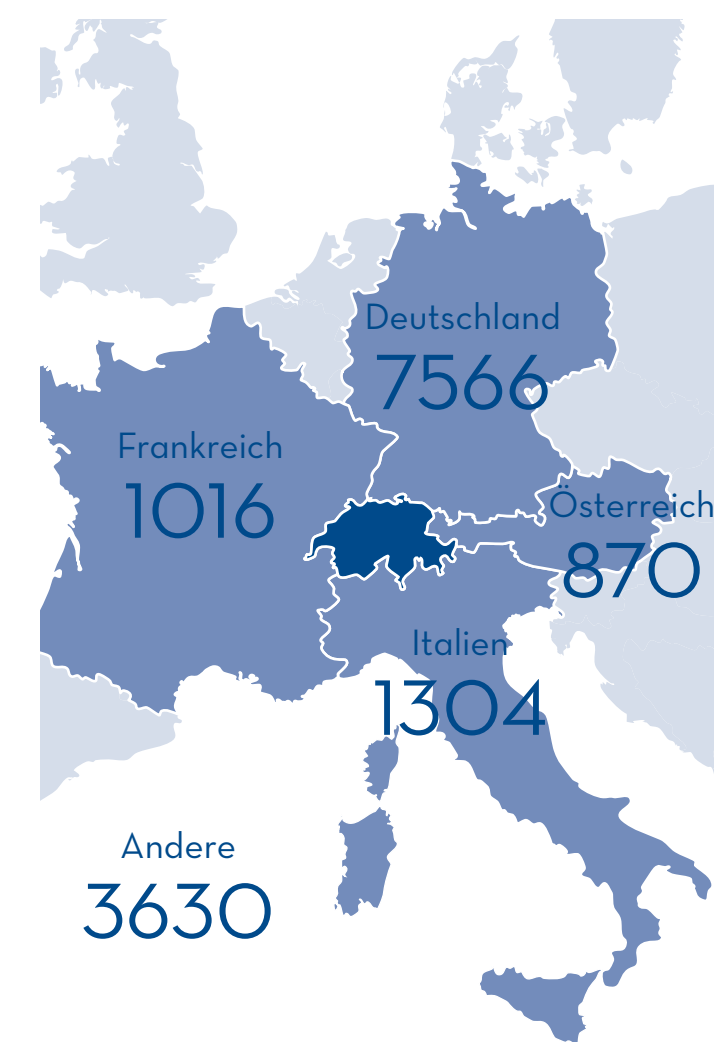 Deutschland
7566
Frankreich
1016
Österreich
870
Italien
1304
Andere
3630